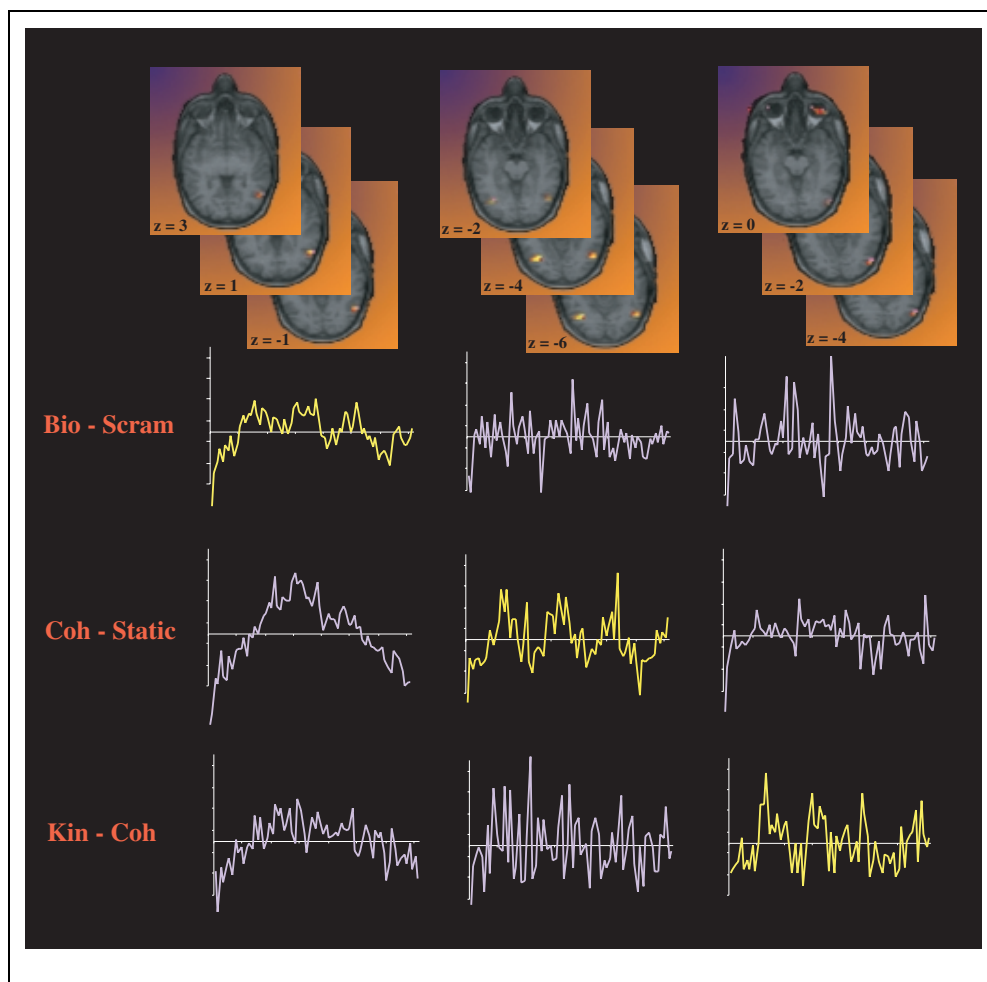 z = 3
z = 1
z = -1
z = -2
z = -4
z = -6
z = 0
z = -2
z = -4
Bio - Scram
Coh - Static
Kin - Coh